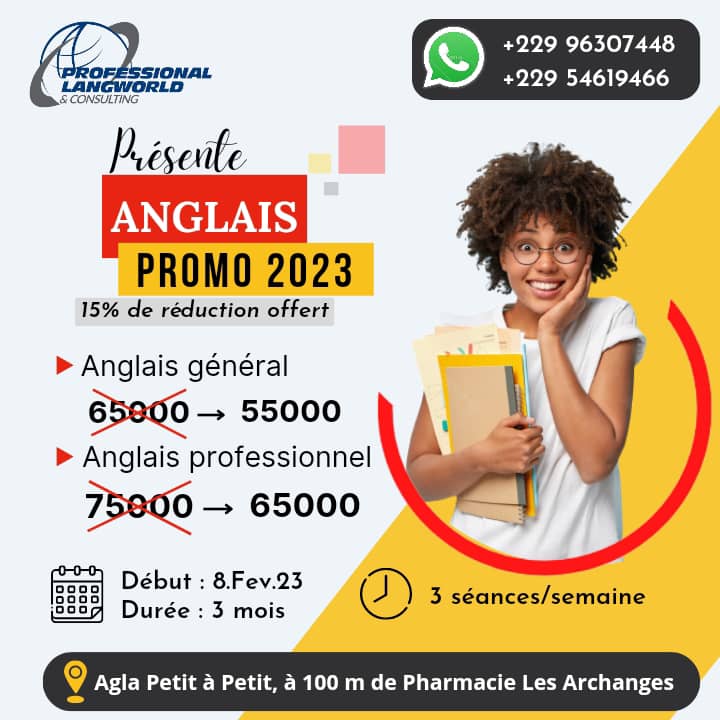 PROFESSIONAL
LANGWORLD
& CONSULTING
+229 96307448
+229 54619466
Présente
ANGLAIS
PROMO 2023
15% de réduction offert
Anglais général
65000 → 55000
Anglais professionnel
75000 → 65000
Début : 8.Fev.23
Durée : 3 mois
3 séances/semaine
Agla Petit à Petit, à 100 m de Pharmacie Les Archanges